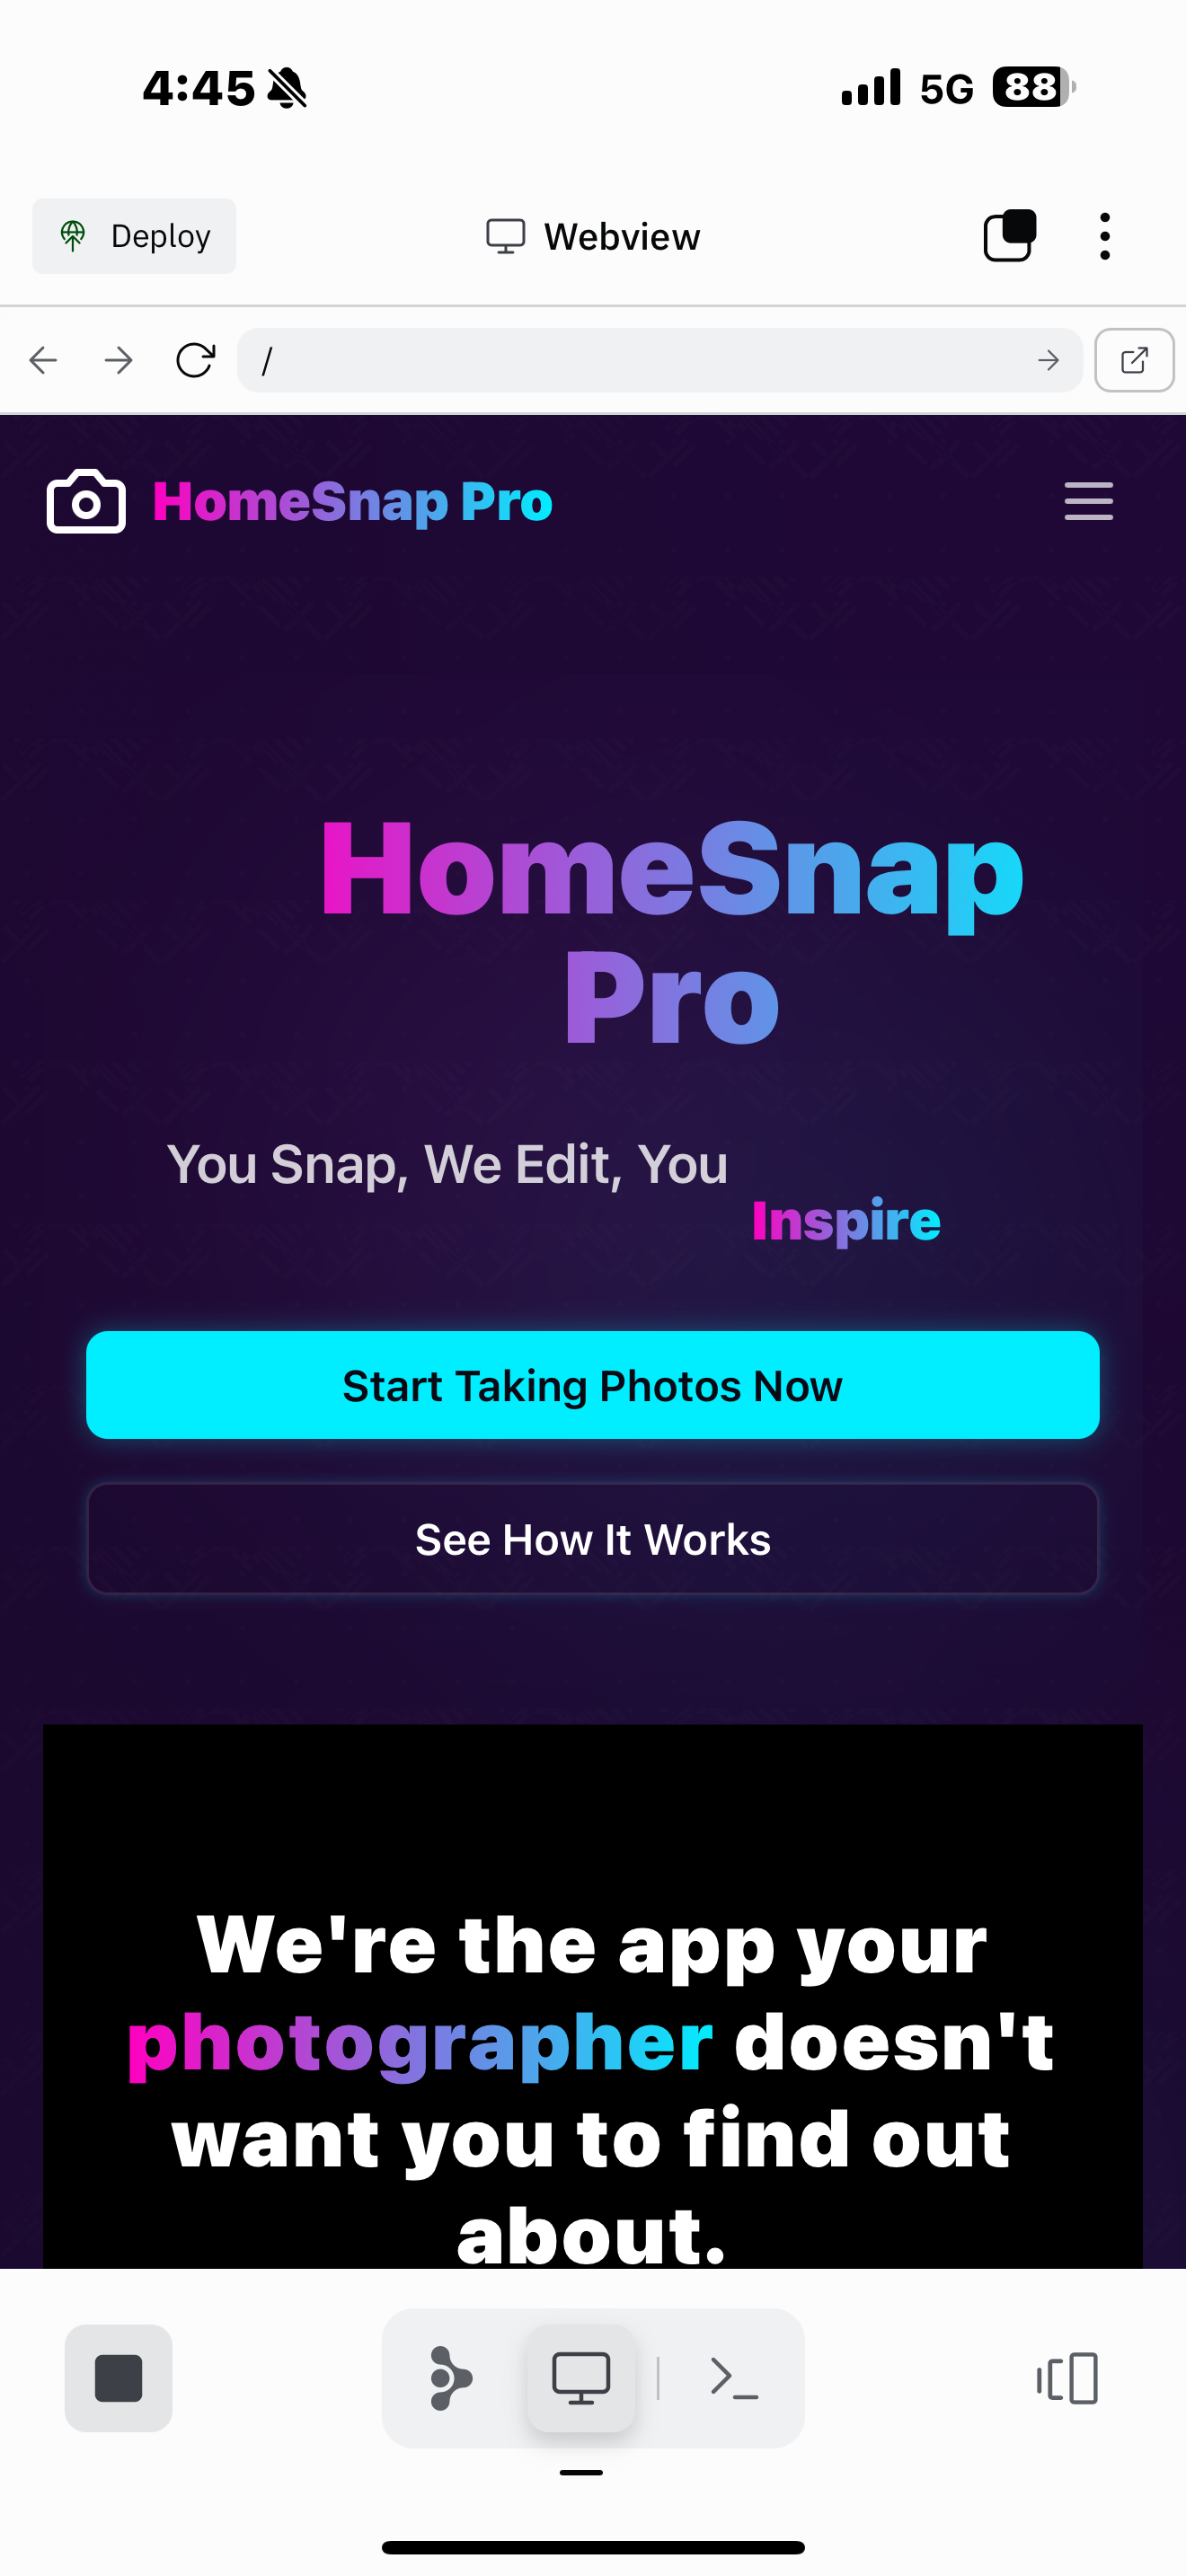 4:45
5G 88
Deploy
Webview
/
HomeSnap Pro
HomeSnap
Pro
You Snap, We Edit, You
Inspire
Start Taking Photos Now
See How It Works
We're the app your
photographer doesn't
want you to find out
about.